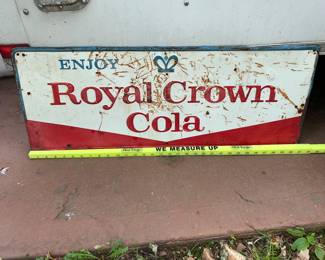 ENJOY
Royal Crown
Cola
WE MEASURE UP